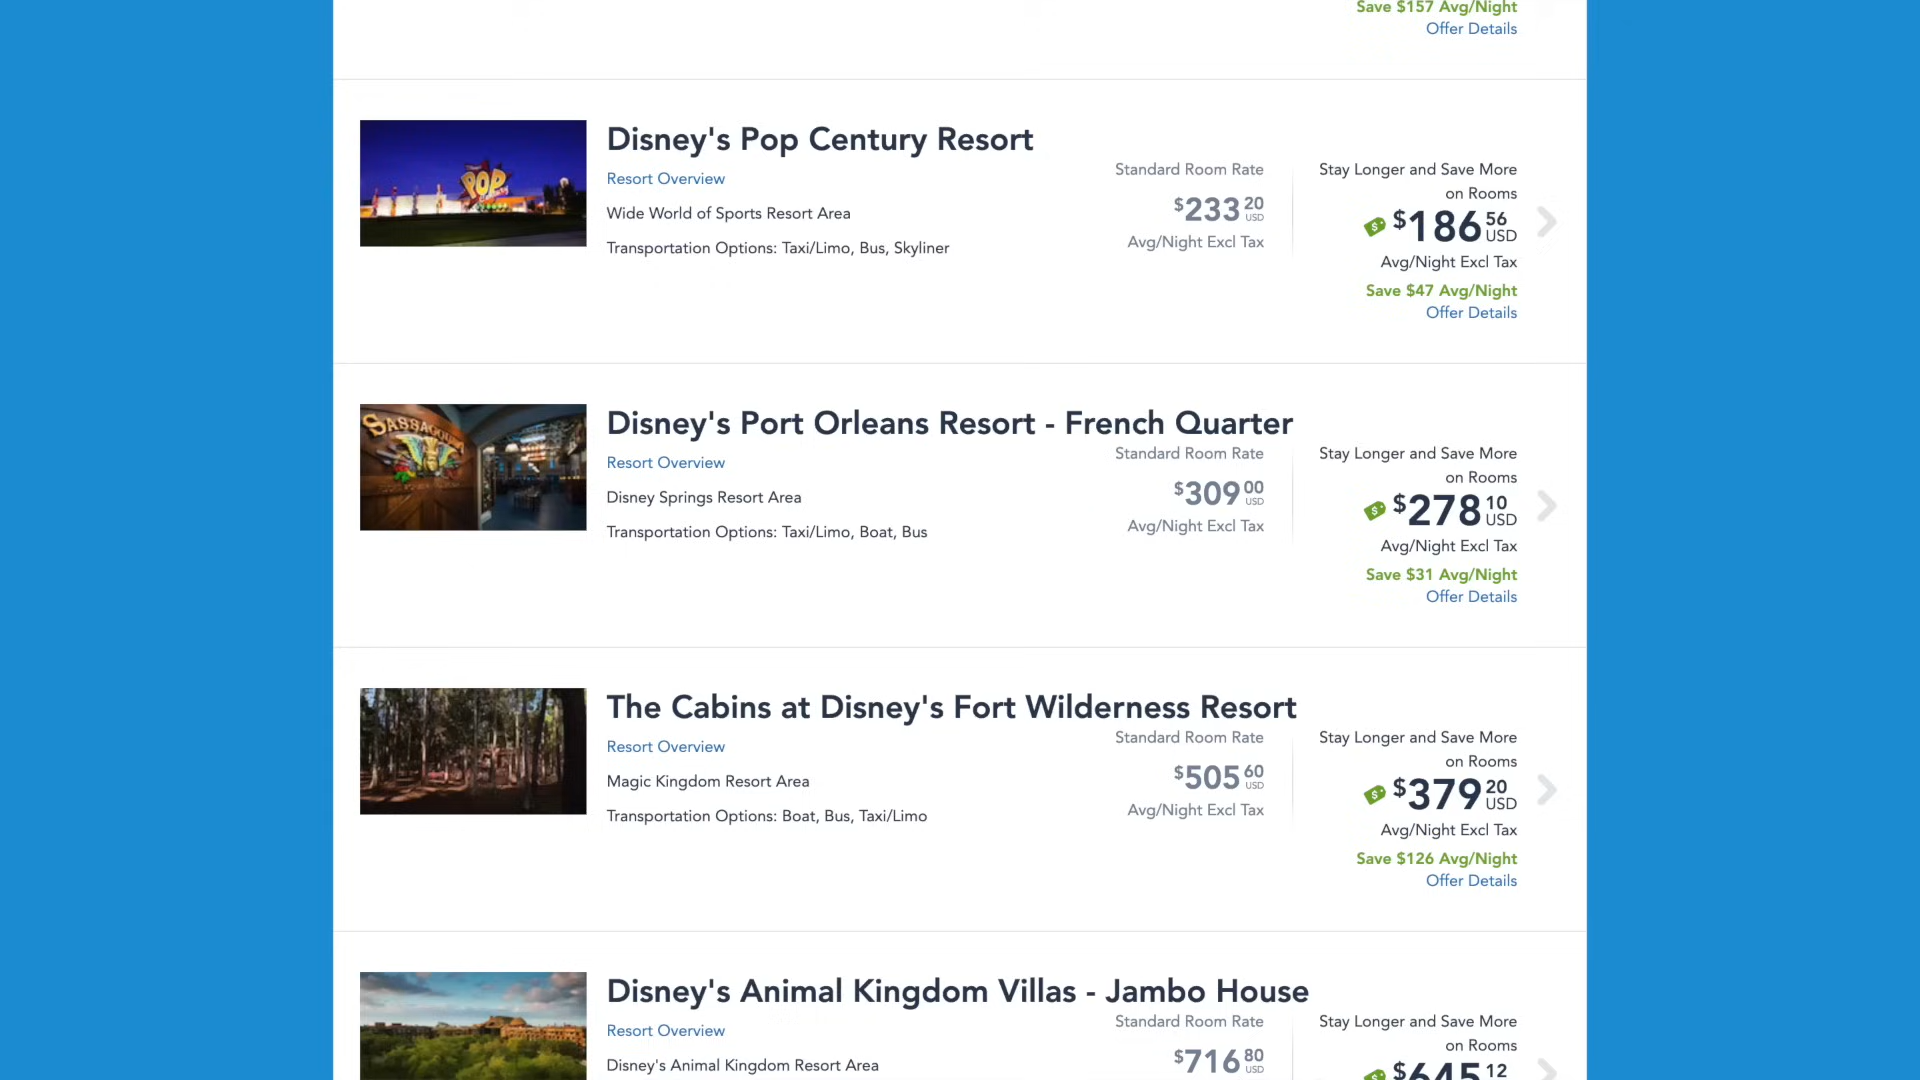 Save $157 Avg/Night
Offer Details
Disney's Pop Century Resort
Resort Overview
Wide World of Sports Resort Area
Transportation Options: Taxi/Limo, Bus, Skyliner
Standard Room Rate
$233 20 USD
Avg/Night Excl Tax
Stay Longer and Save More
on Rooms
$186 56 USD
Avg/Night Excl Tax
Save $47 Avg/Night
Offer Details
POP
SASSAGOULA
Disney's Port Orleans Resort - French Quarter
Resort Overview
Disney Springs Resort Area
Transportation Options: Taxi/Limo, Boat, Bus
Standard Room Rate
$309 00 USD
Avg/Night Excl Tax
Stay Longer and Save More
on Rooms
$278 10 USD
Avg/Night Excl Tax
Save $31 Avg/Night
Offer Details
The Cabins at Disney's Fort Wilderness Resort
Resort Overview
Magic Kingdom Resort Area
Transportation Options: Boat, Bus, Taxi/Limo
Standard Room Rate
$505 60 USD
Avg/Night Excl Tax
Stay Longer and Save More
on Rooms
$379 20 USD
Avg/Night Excl Tax
Save $126 Avg/Night
Offer Details
Disney's Animal Kingdom Villas - Jambo House
Resort Overview
Disney's Animal Kingdom Resort Area
Standard Room Rate
$716 80 USD
Stay Longer and Save More
on Rooms
$645 12